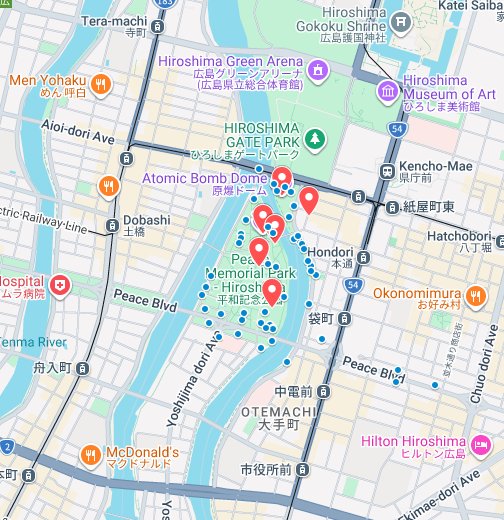 183
Katei Saiba
Tera-machi
寺町
Hiroshima
Gokoku Shrine
広島護国神社
Hiroshima Green Arena
広島グリーンアリーナ
(広島県立総合体育館)
Men Yohaku
めん 呼白
Hiroshima
Museum of Art
ひろしま美術館
Aioi-dori Ave
HIROSHIMA
GATE PARK
ひろしまゲートパーク
54
Kencho-Mae
県庁前
Atomic Bomb Dome
原爆ドーム
紙屋町東
Dobashi
土橋
ctric-Railway-Line
Hatchobori
八丁堀
Hondori
本通
Peace
Memorial Park
- Hiroshima
平和記念公園
Hospital
ムラ病院
54
Peace Blvd
Okonomimura
お好み村
袋町
Tenma River
舟入町
Yoshijima dori Ave
Peace Blvd
Chuo dori Ave
中電前
OTEMACHI
大手町
2
McDonald's
マクドナルド
Hilton Hiroshima
ヒルトン広島
本町
市役所前
Yoshi
Ekimae-dori Ave